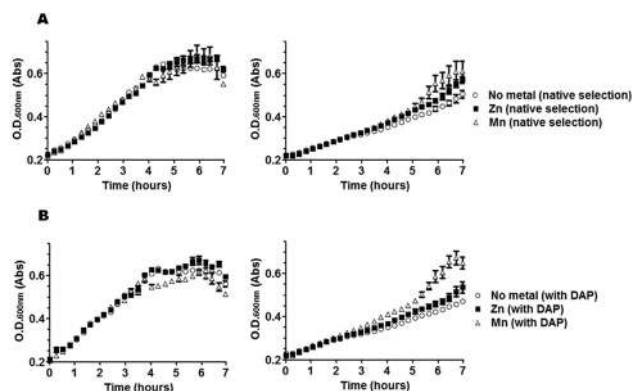 A
O.D.600nm (Abs)
0.6
0.4
0.2
0 1 2 3 4 5 6 7
Time (hours)
O.D.600nm (Abs)
0.6
0.4
0.2
0 1 2 3 4 5 6 7
Time (hours)
No metal (native selection)
Zn (native selection)
Mn (native selection)
B
O.D.600nm (Abs)
0.6
0.4
0.2
0 1 2 3 4 5 6 7
Time (hours)
O.D.600nm (Abs)
0.6
0.4
0.2
0 1 2 3 4 5 6 7
Time (hours)
No metal (with DAP)
Zn (with DAP)
Mn (with DAP)